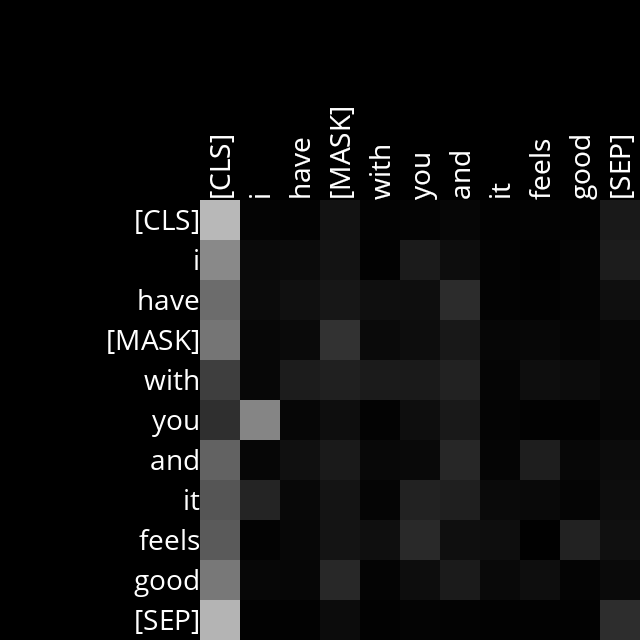 [CLS] i have [MASK] with you and it feels good [SEP]
[CLS]
i
have
[MASK]
with
you
and
it
feels
good
[SEP]